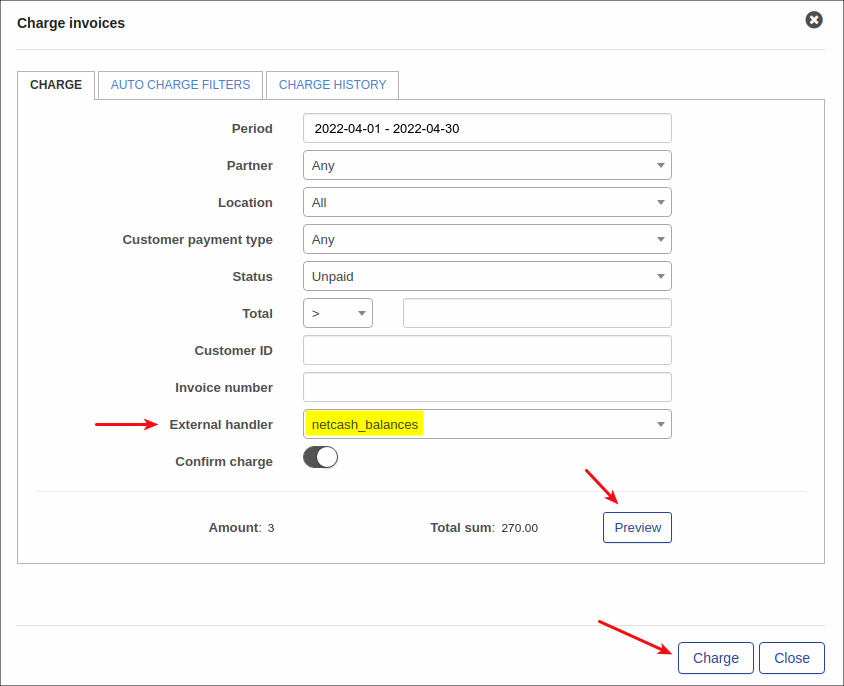 Charge invoices
CHARGE AUTO CHARGE FILTERS CHARGE HISTORY
Period 2022-04-01 - 2022-04-30
Partner Any
Location All
Customer payment type Any
Status Unpaid
Total >
Customer ID
Invoice number
External handler netcash_balances
Confirm charge
Amount: 3 Total sum: 270.00 Preview
Charge Close